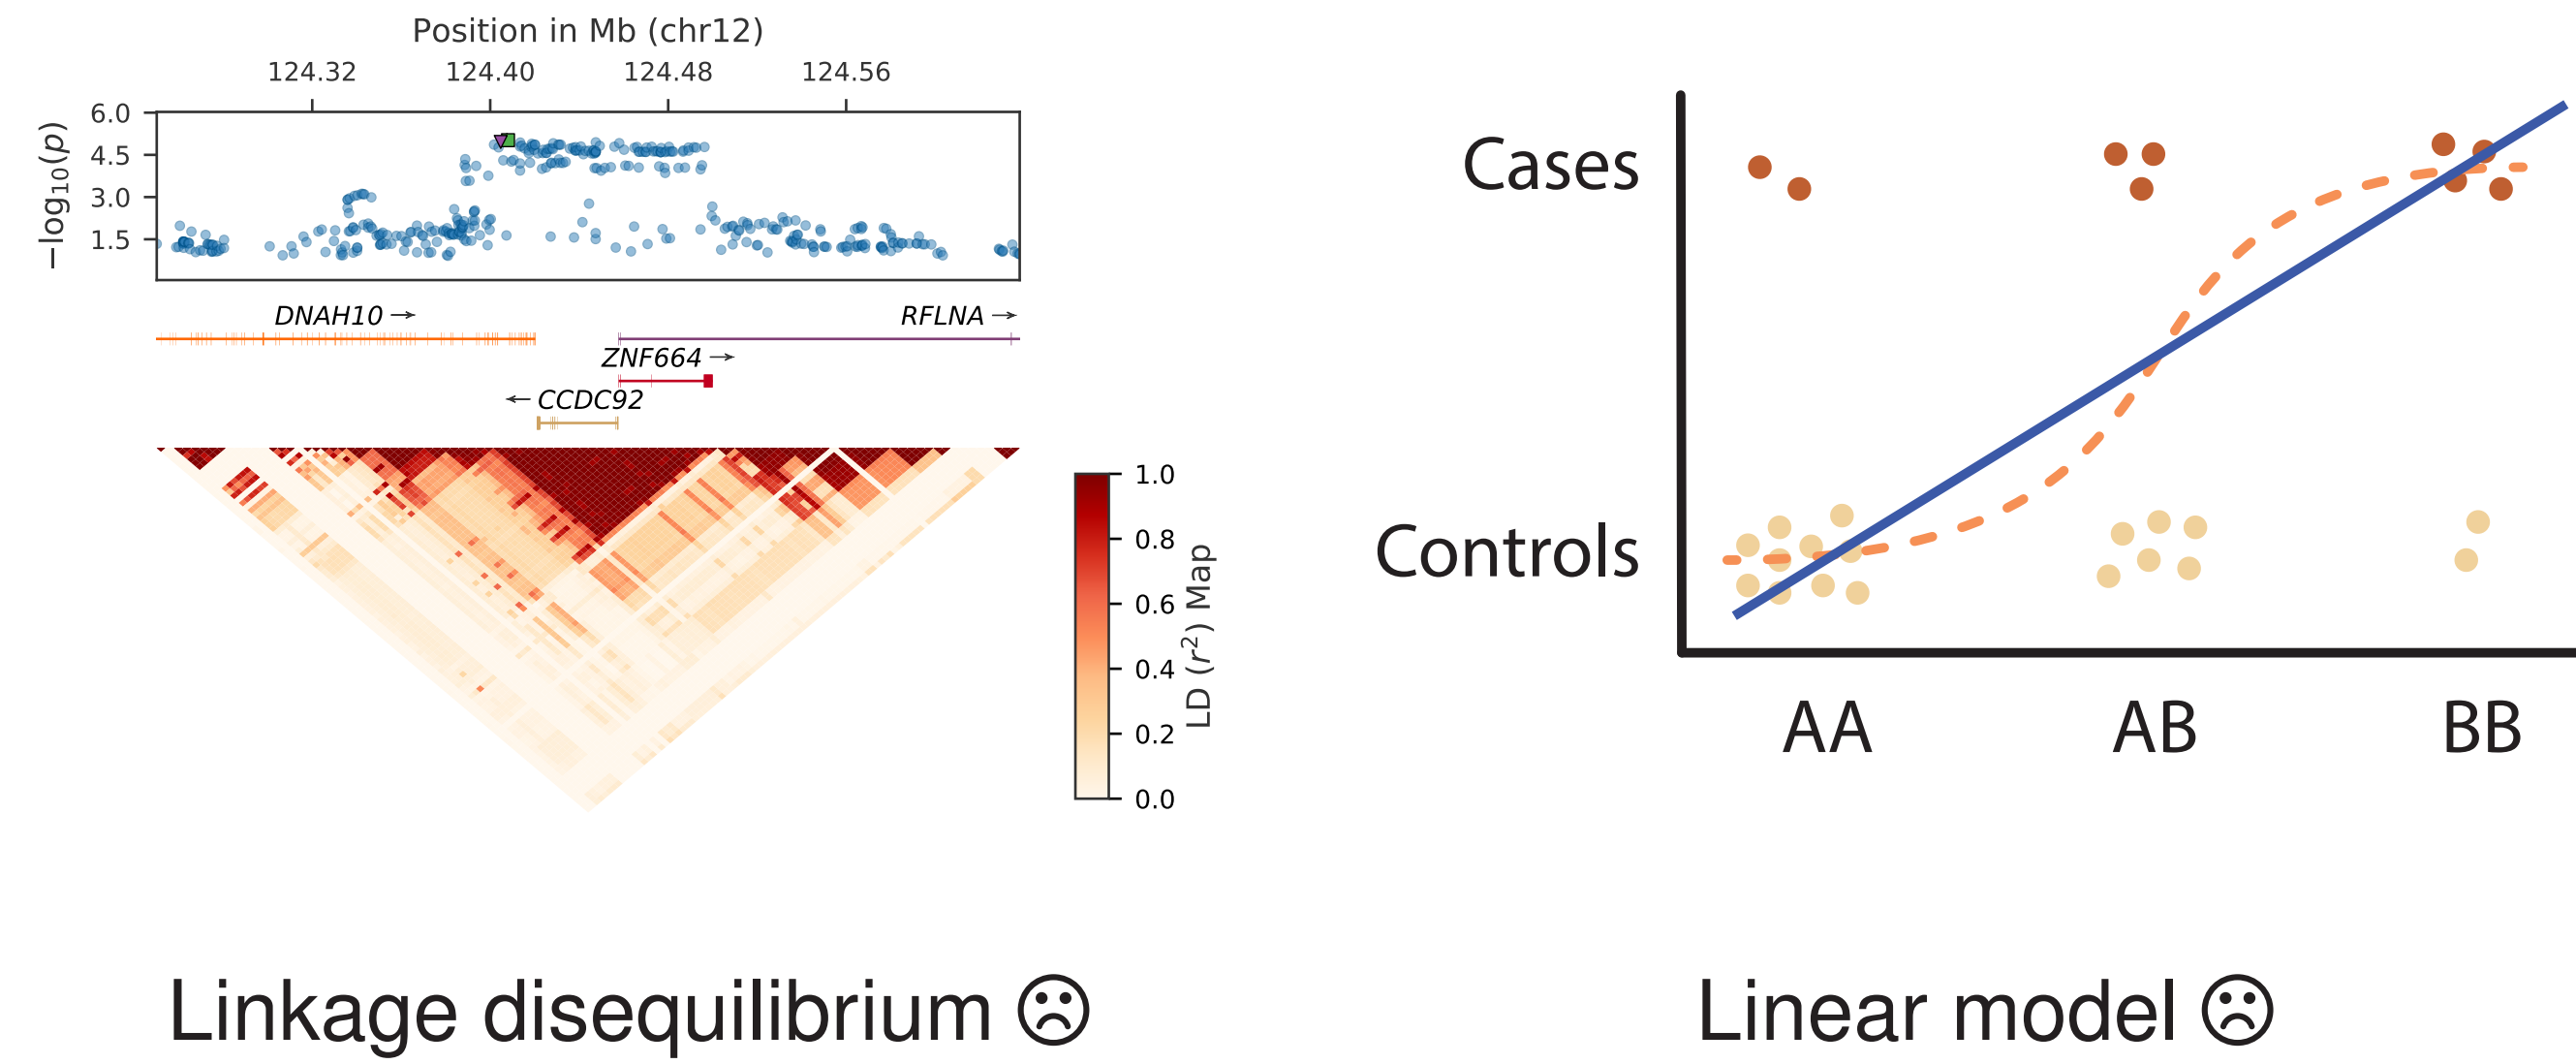 Position in Mb (chr12)
124.32 124.40 124.48 124.56
6.0
4.5
3.0
1.5
−log10(p)
DNAH10 →
RFLNA →
ZNF664 →
← CCDC92
1.0
0.8
0.6
0.4
0.2
0.0
LD (r²) Map
Linkage disequilibrium ☹
Cases
Controls
AA AB BB
Linear model ☹